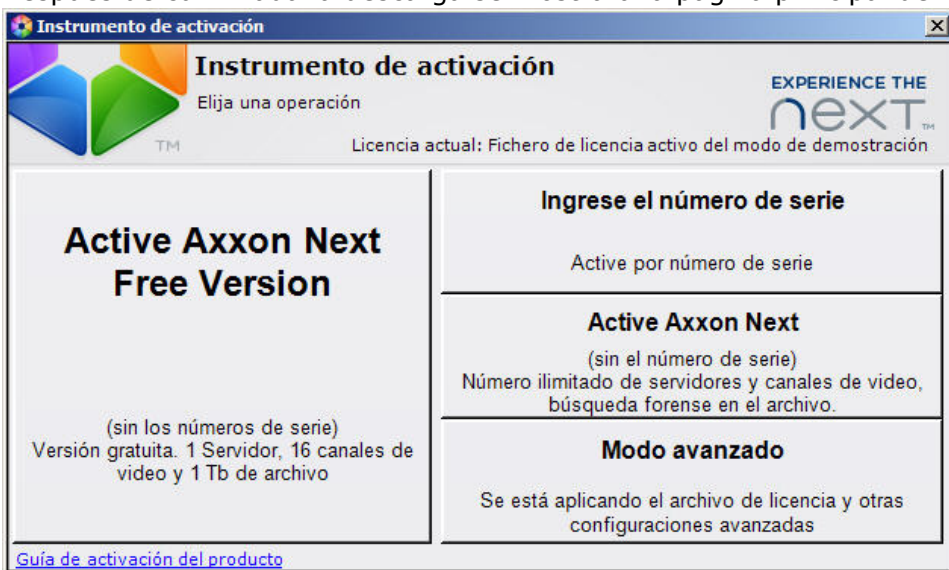 Instrumento de activación
Instrumento de activación
Elija una operación
EXPERIENCE THE
next™
TM
Licencia actual: Fichero de licencia activo del modo de demostración
Active Axxon Next
Free Version
(sin los números de serie)
Versión gratuita. 1 Servidor, 16 canales de
video y 1 Tb de archivo
Ingrese el número de serie
Active por número de serie
Active Axxon Next
(sin el número de serie)
Número ilimitado de servidores y canales de video,
búsqueda forense en el archivo.
Modo avanzado
Se está aplicando el archivo de licencia y otras
configuraciones avanzadas
Guía de activación del producto